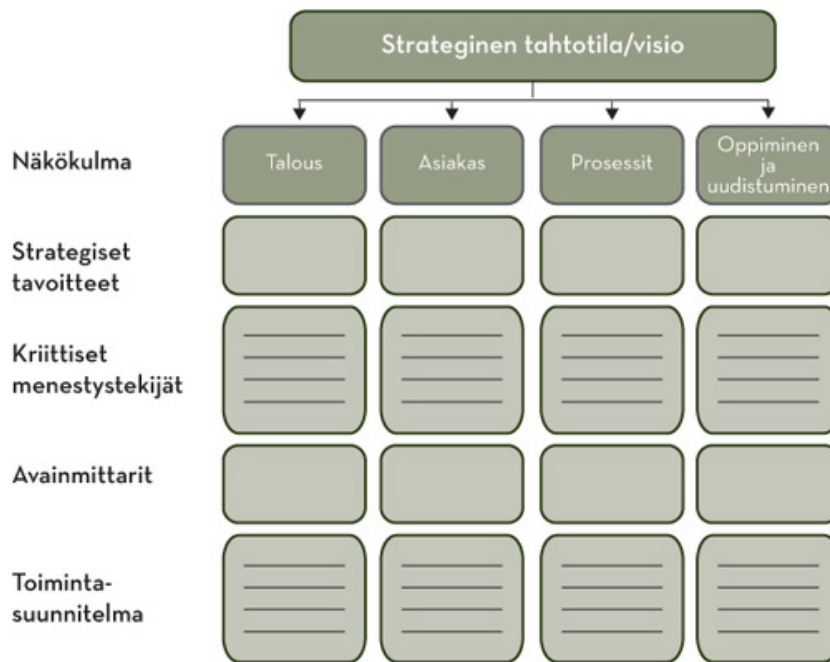 Strateginen tahtotila/visio
Näkökulma
Talous
Asiakas
Prosessit
Oppiminen
ja
uudistuminen
Strategiset
tavoitteet
Kriittiset
menestystekijät
Avainmittarit
Toiminta-
suunnitelma